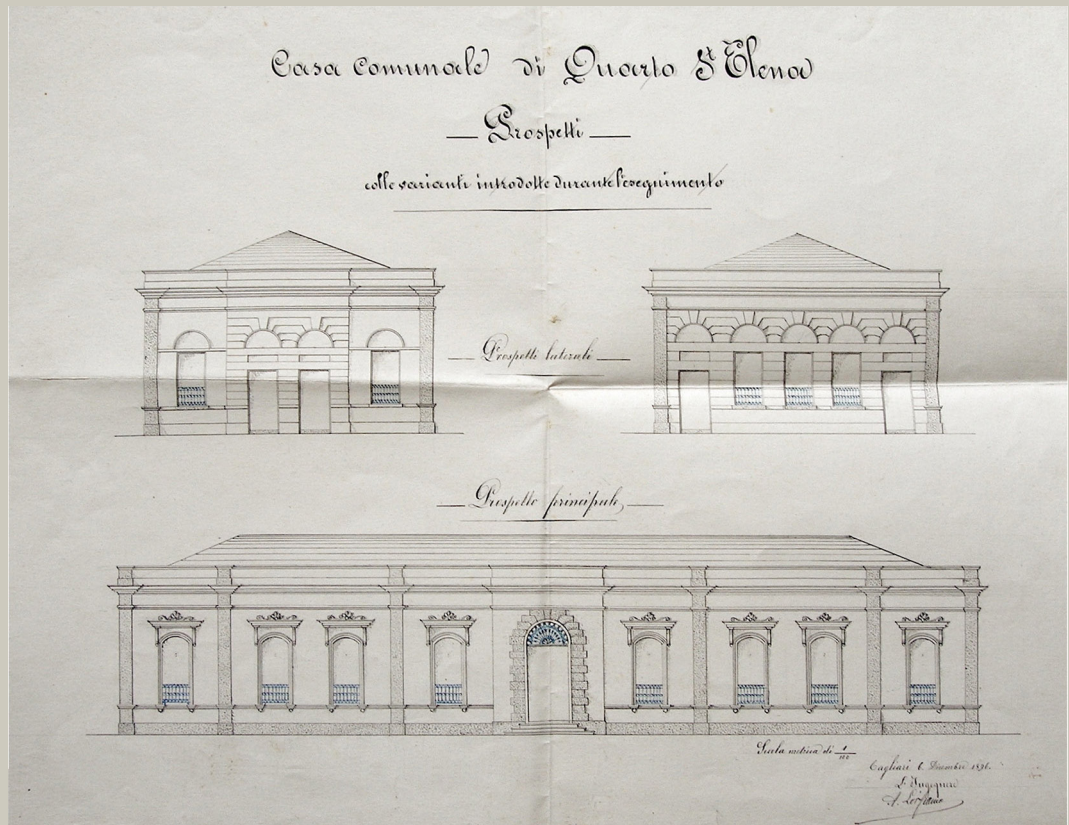 Casa Comunale di Quarto St Elena
Prospetti
colle varianti introdotte durante l'eseguimento
Prospetti laterali
Prospetto principale
Scala metrica di 1/100
Cagliari 6 Dicembre
L'Ingegnere